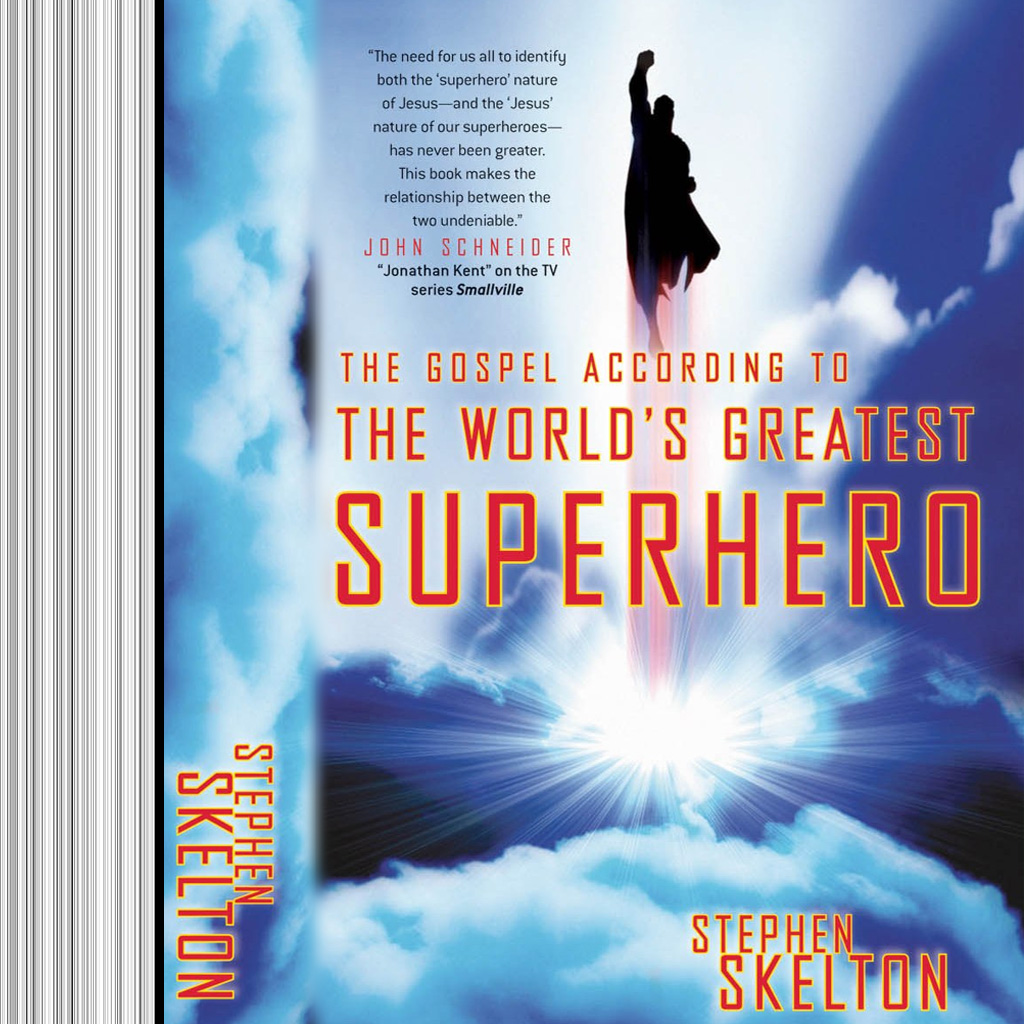 “The need for us all to identify
both the ‘superhero’ nature
of Jesus—and the ‘Jesus’
nature of our superheroes—
has never been greater.
This book makes the
relationship between the
two undeniable.”
JOHN SCHNEIDER
“Jonathan Kent” on the TV
series Smallville
THE GOSPEL ACCORDING TO
THE WORLD’S GREATEST
SUPERHERO
STEPHEN
SKELTON
STEPHEN
SKELTON